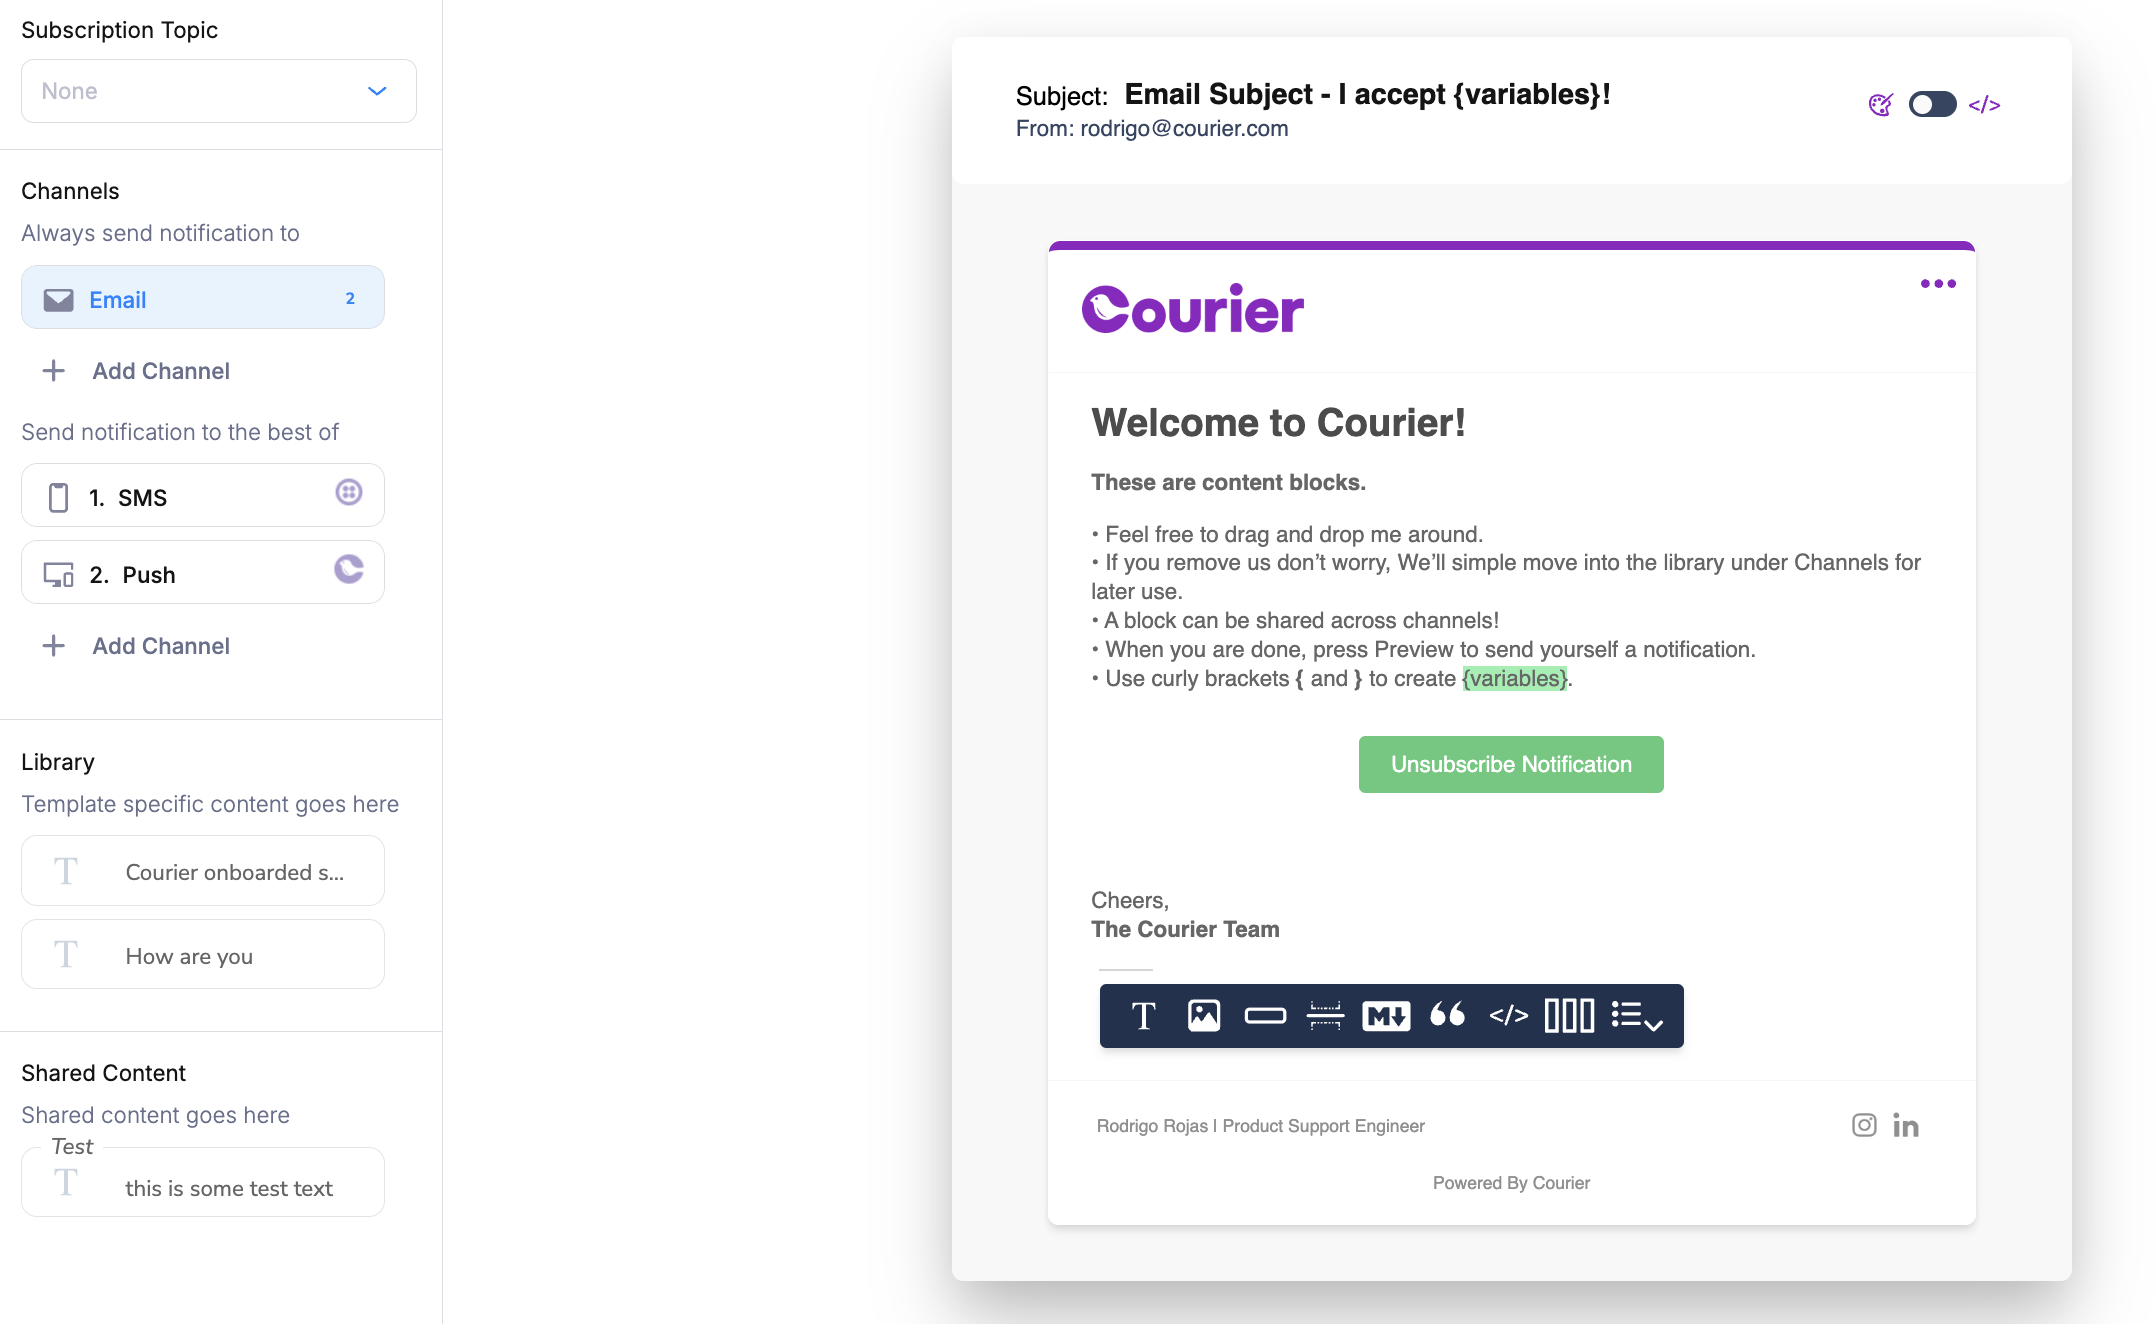 Subscription Topic
None
Channels
Always send notification to
Email 2
Add Channel
Send notification to the best of
1. SMS
2. Push
Add Channel
Library
Template specific content goes here
Courier onboarded s...
How are you
Shared Content
Shared content goes here
Test
this is some test text
Subject: Email Subject - I accept {variables}!
From: rodrigo@courier.com
</>
Courier
Welcome to Courier!
These are content blocks.
• Feel free to drag and drop me around.
• If you remove us don’t worry, We’ll simple move into the library under Channels for
later use.
• A block can be shared across channels!
• When you are done, press Preview to send yourself a notification.
• Use curly brackets { and } to create {variables}.
Unsubscribe Notification
Cheers,
The Courier Team
Rodrigo Rojas | Product Support Engineer
Powered By Courier